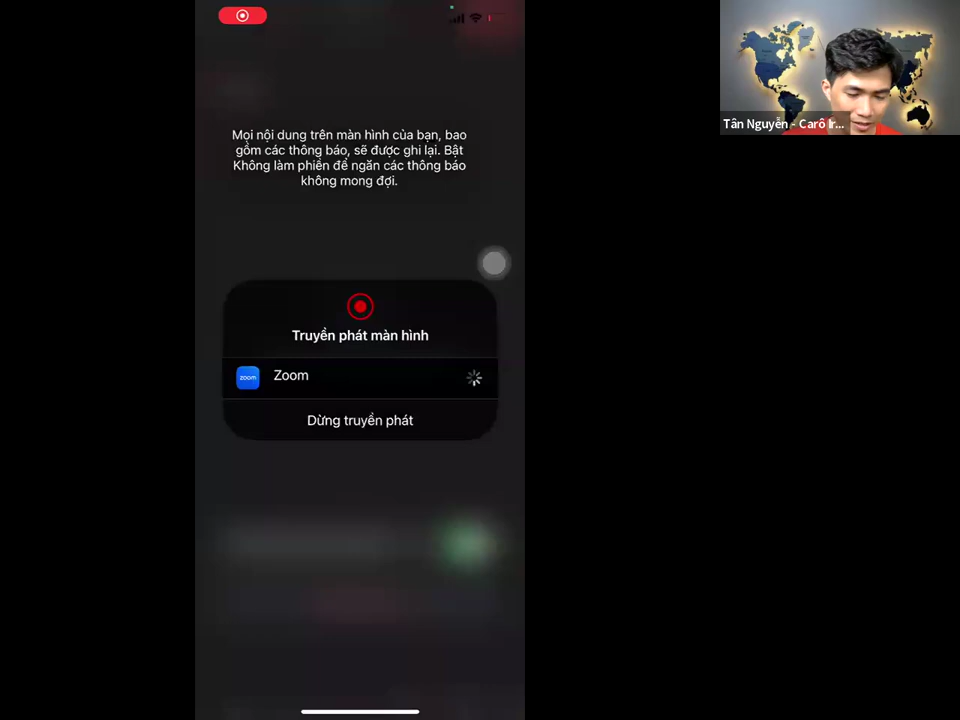 Mọi nội dung trên màn hình của bạn, bao
gồm các thông báo, sẽ được ghi lại. Bật
Không làm phiền để ngăn các thông báo
không mong đợi.
Truyền phát màn hình
zoom
Zoom
Dừng truyền phát
Tân Nguyễn - Carô Ir...